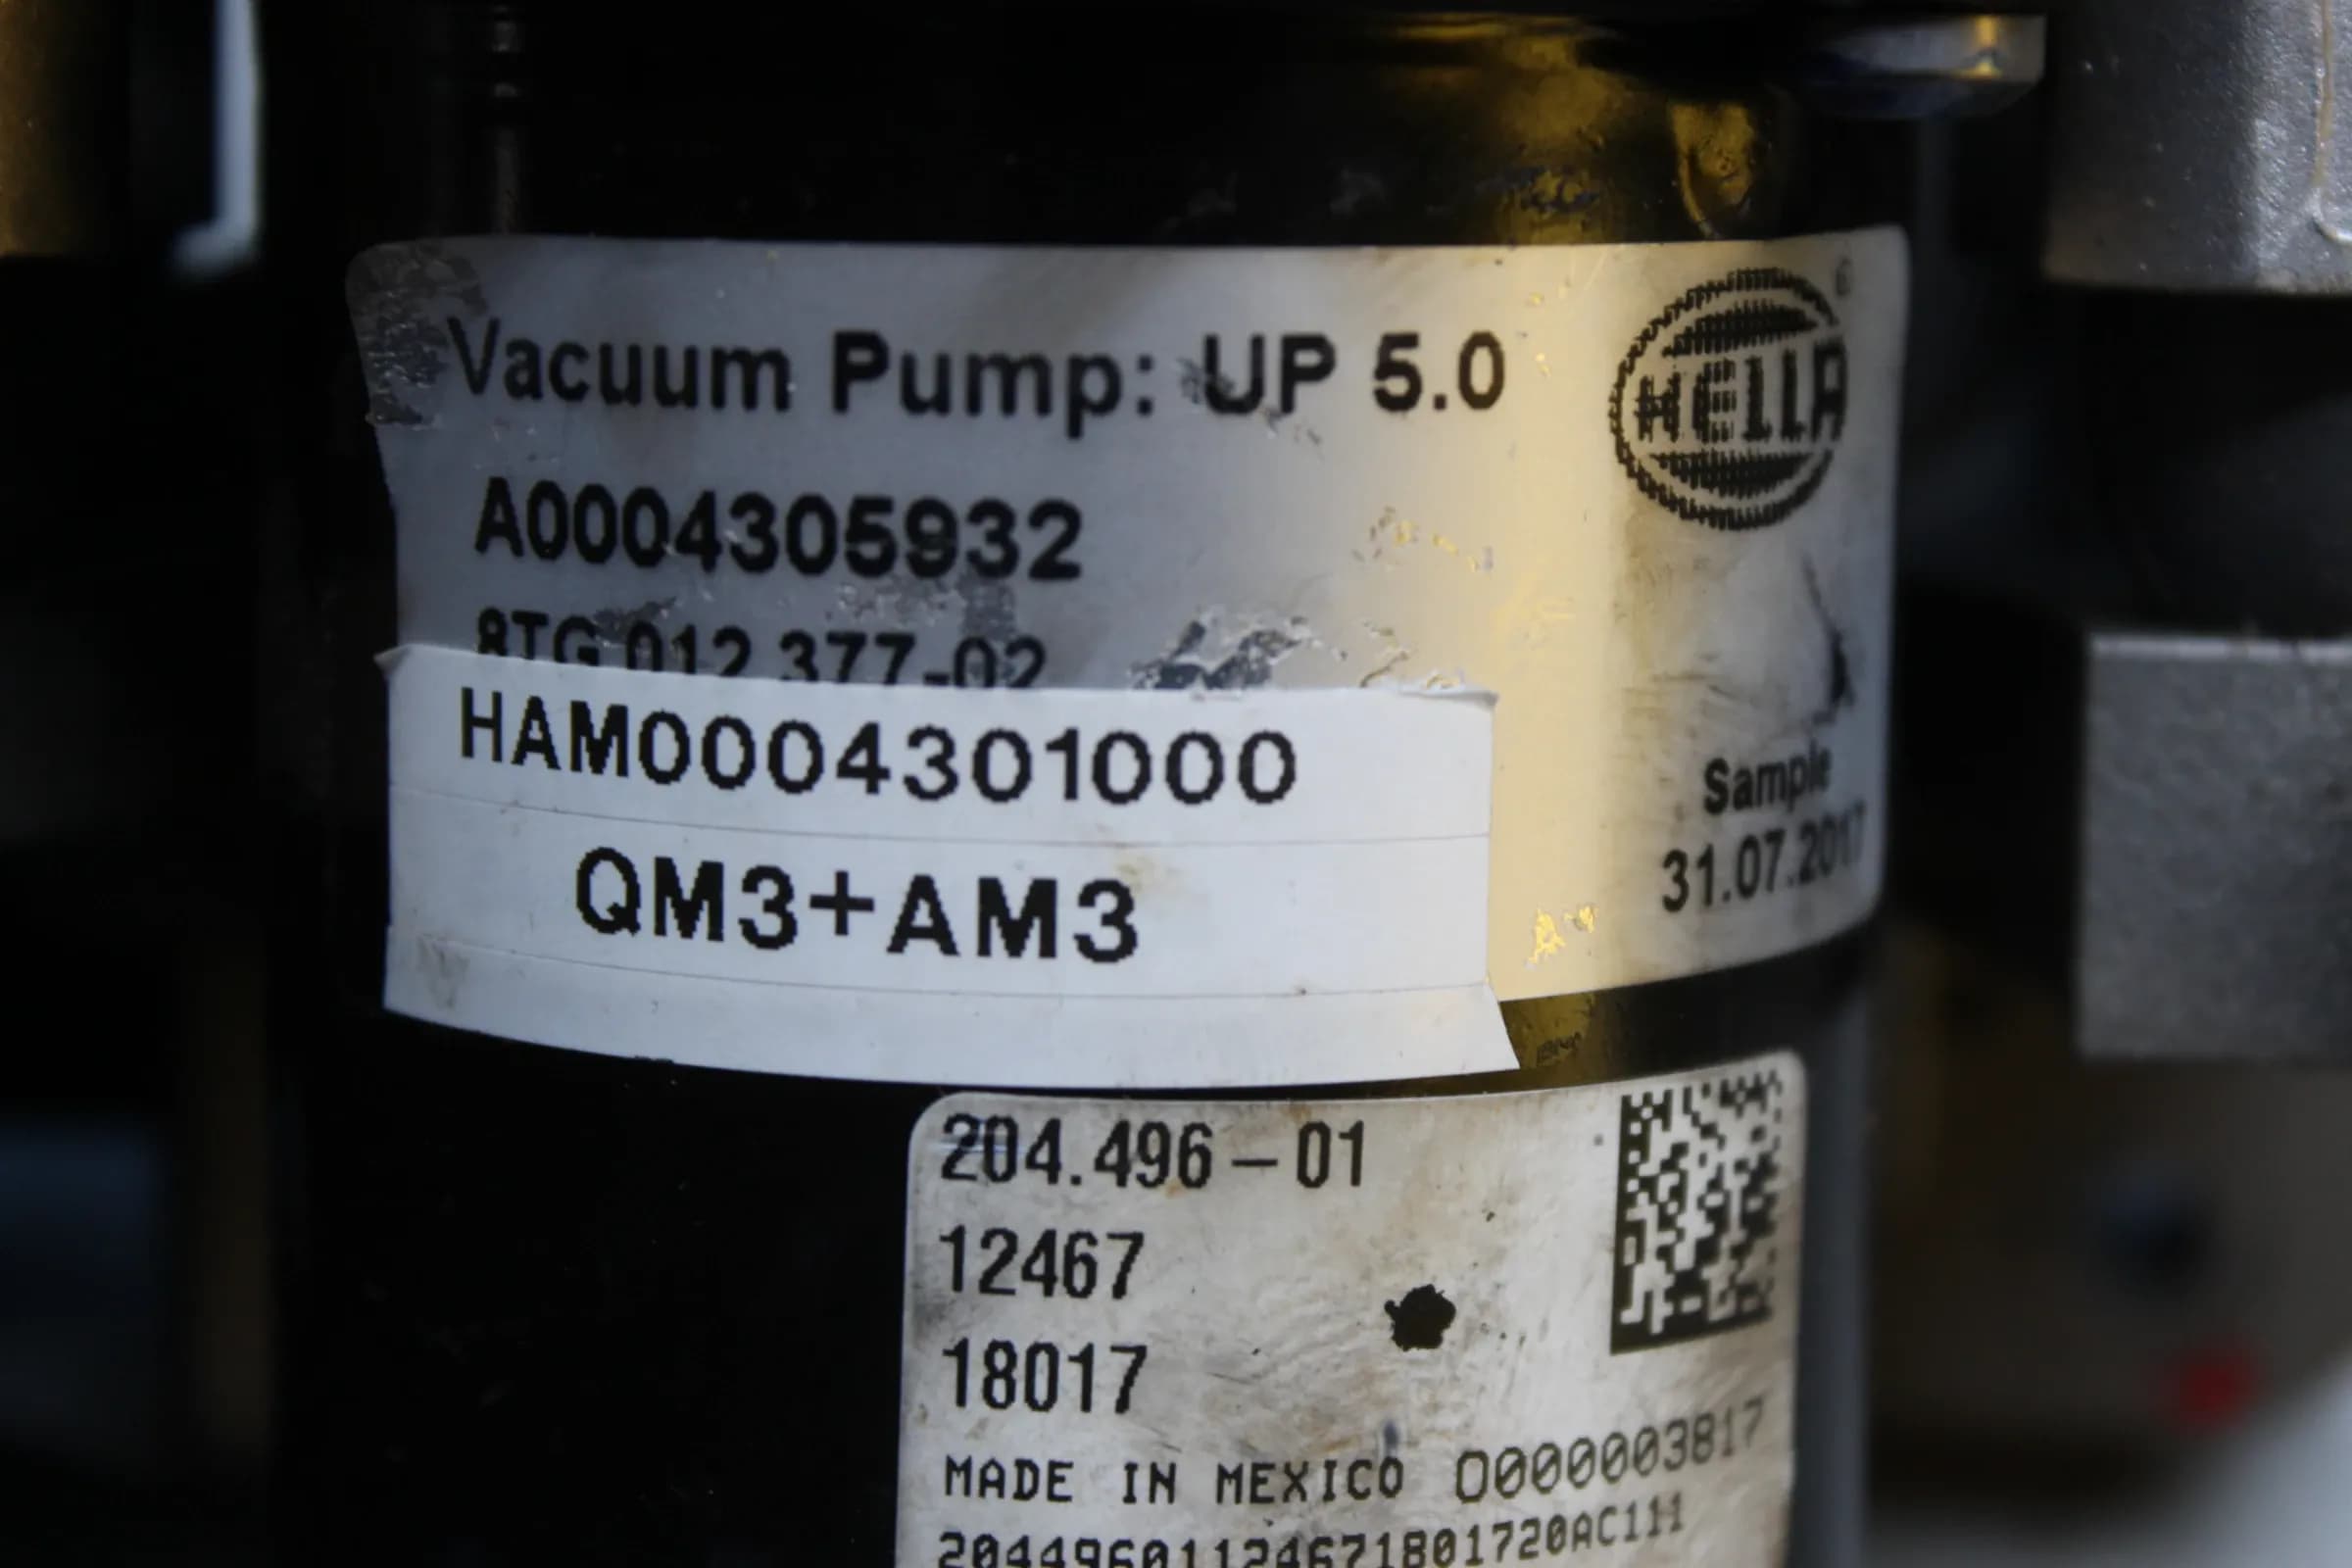 Vacuum Pump: UP 5.0
HELLA
A0004305932
8TG 012 377-02
HAM0004301000
QM3+AM3
Sample
31.07.2017
204.496-01
12467
18017
MADE IN MEXICO 0000003817
20449601124671801720AC111